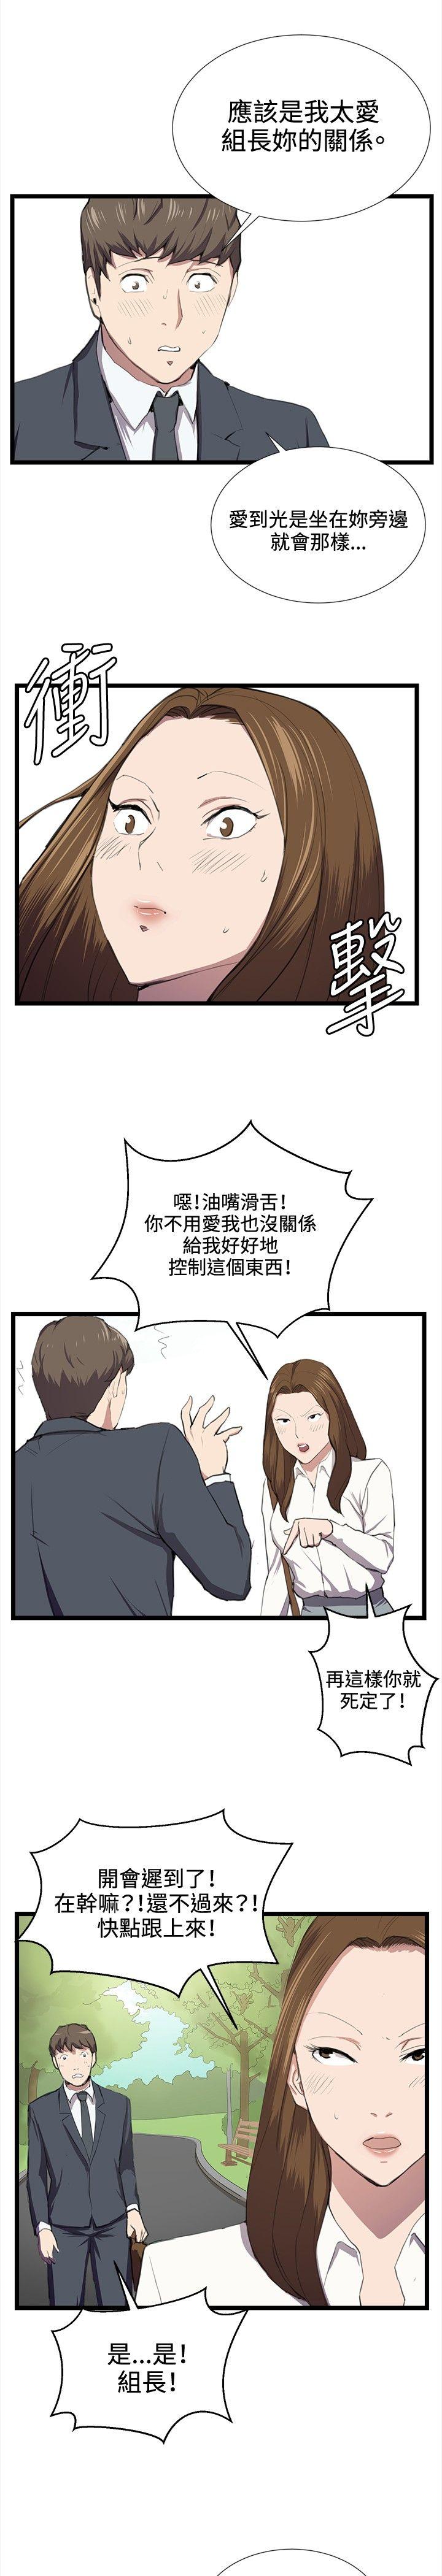 應該是我太愛
組長妳的關係。
愛到光是坐在妳旁邊
就會那樣...
衝
擊
噁！油嘴滑舌！
你不用愛我也沒關係
給我好好地
控制這個東西！
再這樣你就
死定了！
開會遲到了！
在幹嘛？！還不過來？！
快點跟上來！
是...是！
組長！